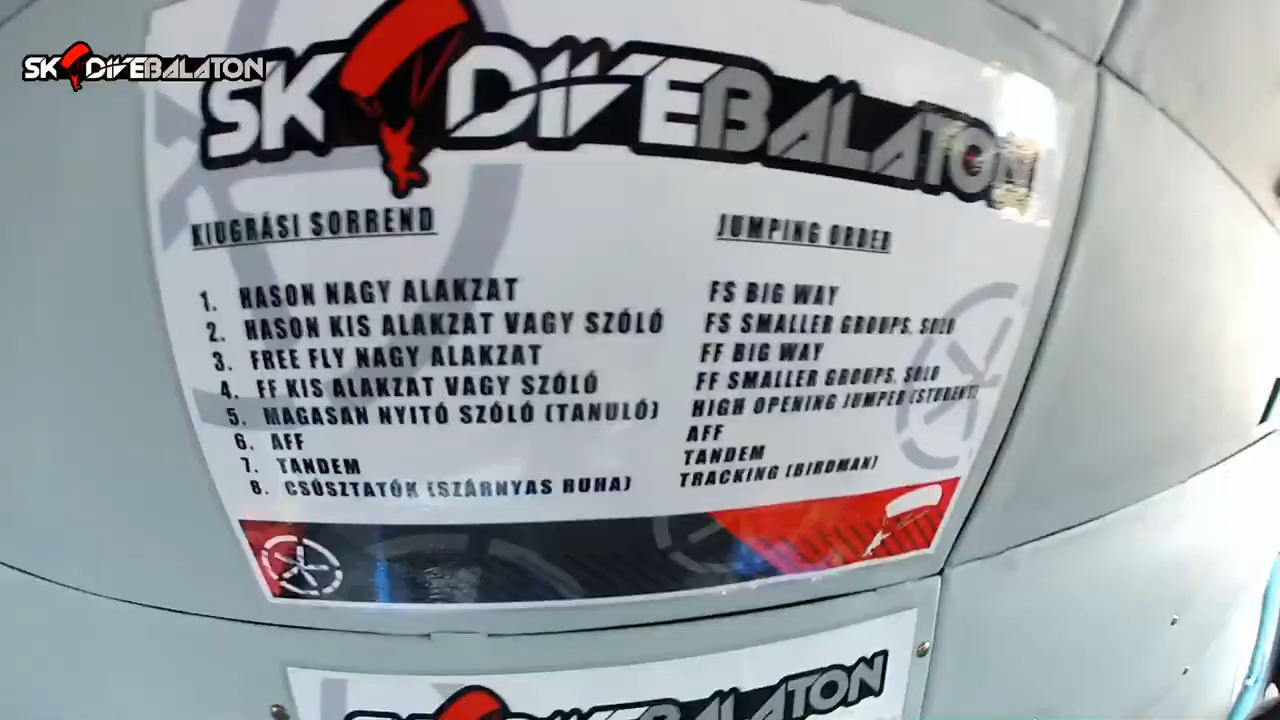 SKYDIVEBALATON
SKYDIVEBALATON
KIUGRÁSI SORREND
JUMPING ORDER
1. HASON NAGY ALAKZAT FS BIG WAY
2. HASON KIS ALAKZAT VAGY SZÓLÓ FS SMALLER GROUPS, SOLO
3. FREE FLY NAGY ALAKZAT FF BIG WAY
4. FF KIS ALAKZAT VAGY SZÓLÓ FF SMALLER GROUPS, SOLO
5. MAGASAN NYITÓ SZÓLÓ (TANULÓ) HIGH OPENING JUMPER (STUDENT)
6. AFF AFF
7. TANDEM TANDEM
8. CSÚSZTATÓK (SZÁRNYAS RUHA) TRACKING (BIRDMAN)
SKYDIVEBALATON